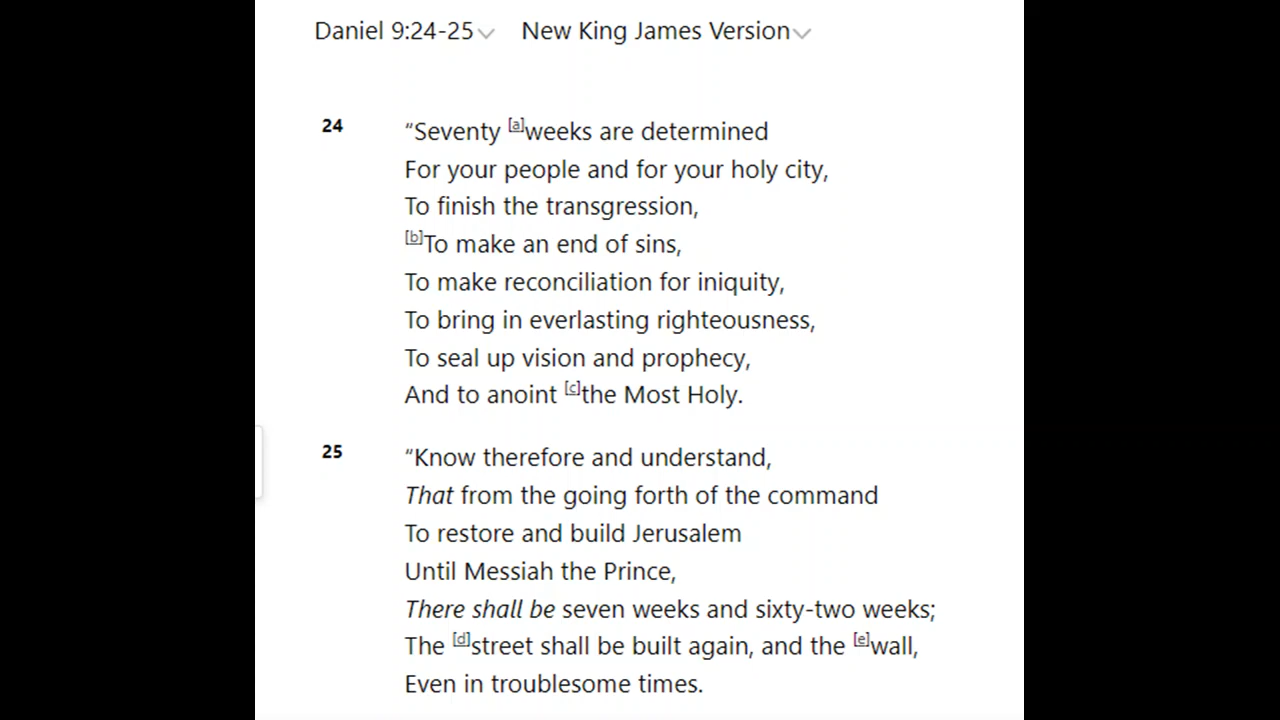 Daniel 9:24-25 New King James Version
24 “Seventy [a]weeks are determined
For your people and for your holy city,
To finish the transgression,
[b]To make an end of sins,
To make reconciliation for iniquity,
To bring in everlasting righteousness,
To seal up vision and prophecy,
And to anoint [c]the Most Holy.
25 “Know therefore and understand,
That from the going forth of the command
To restore and build Jerusalem
Until Messiah the Prince,
There shall be seven weeks and sixty-two weeks;
The [d]street shall be built again, and the [e]wall,
Even in troublesome times.